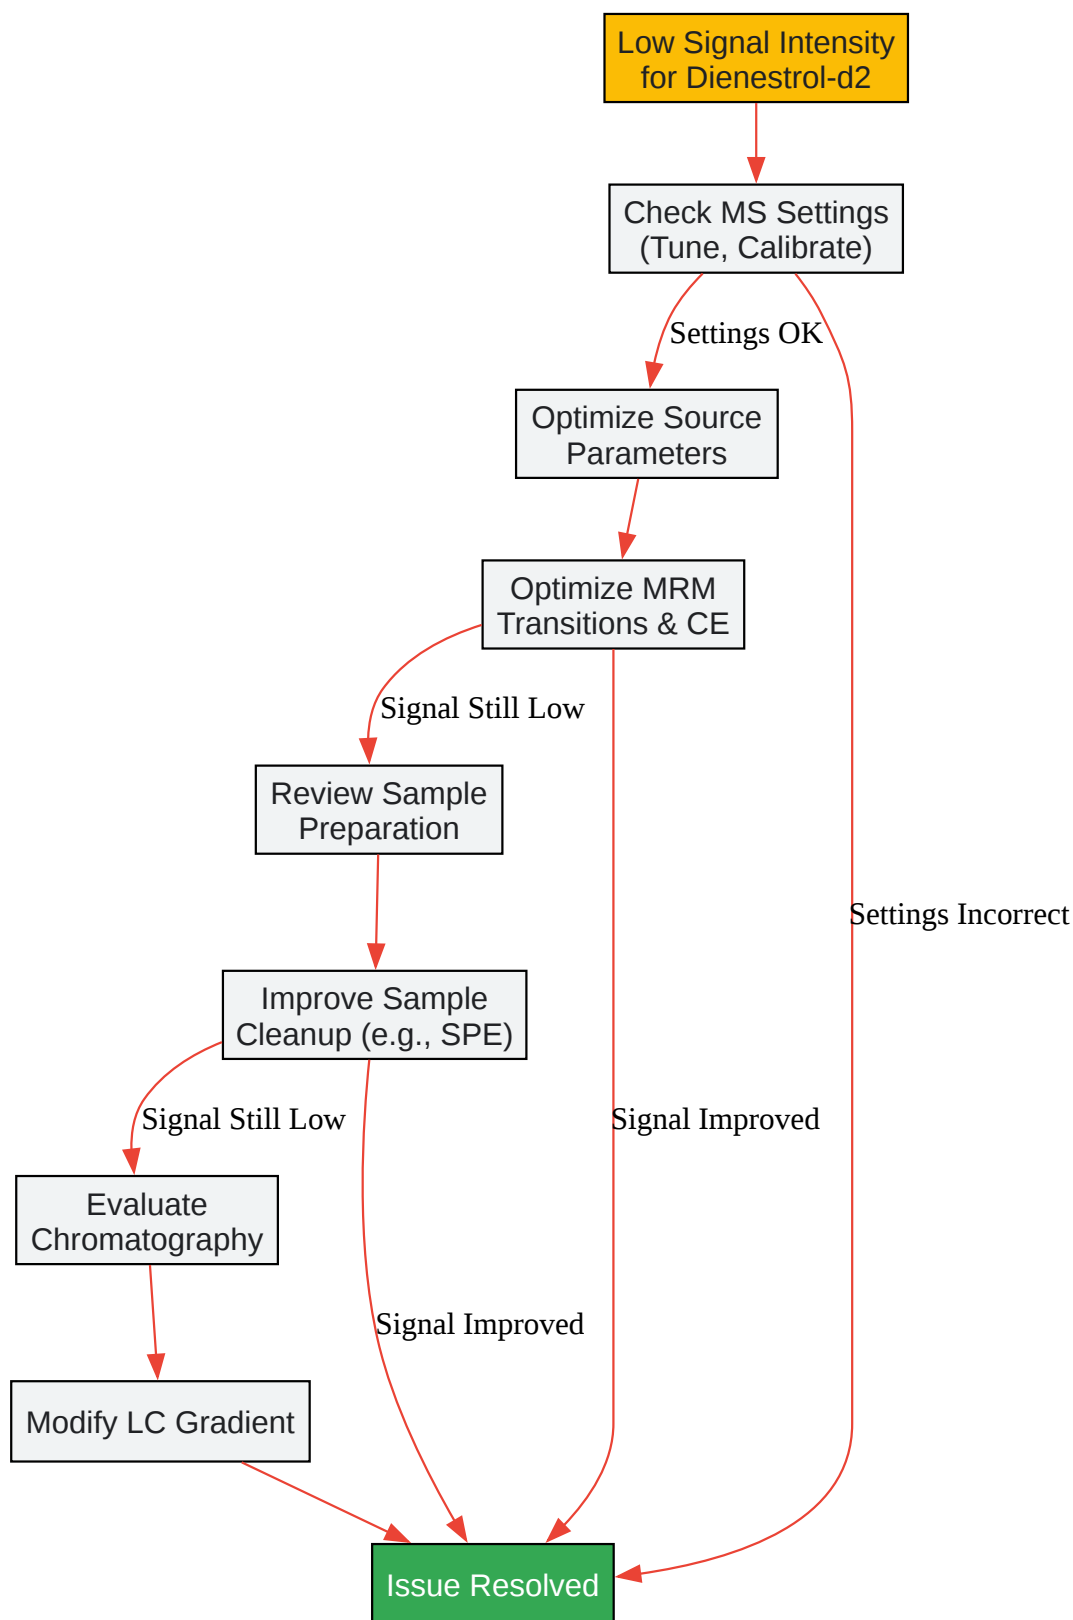 Low Signal Intensity
for Dienestrol-d2
Check MS Settings
(Tune, Calibrate)
Settings OK
Optimize Source
Parameters
Optimize MRM
Transitions & CE
Signal Still Low
Review Sample
Preparation
Settings Incorrect
Improve Sample
Cleanup (e.g., SPE)
Signal Still Low
Signal Improved
Evaluate
Chromatography
Signal Improved
Modify LC Gradient
Issue Resolved